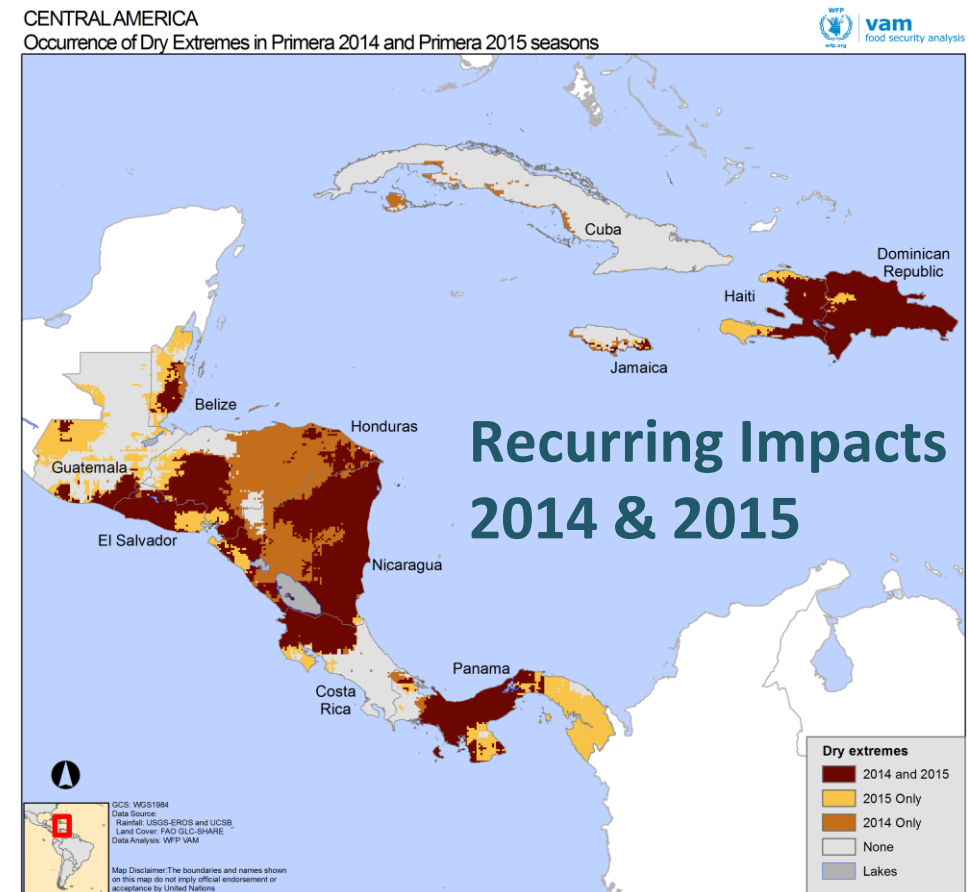 CENTRAL AMERICA
Occurrence of Dry Extremes in Primera 2014 and Primera 2015 seasons
WFP
wfp.org
vam
food security analysis
Cuba
Dominican
Republic
Haiti
Jamaica
Belize
Honduras
Recurring Impacts
2014 & 2015
Guatemala
El Salvador
Nicaragua
Panama
Costa
Rica
Dry extremes
2014 and 2015
2015 Only
2014 Only
None
Lakes
GCS: WGS1984
Data Source:
Rainfall: USGS-EROS and UCSB
Land Cover: FAO GLC-SHARE
Data Analysis: WFP VAM
Map Disclaimer:The boundaries and names shown
on this map do not imply official endorsement or
acceptance by United Nations